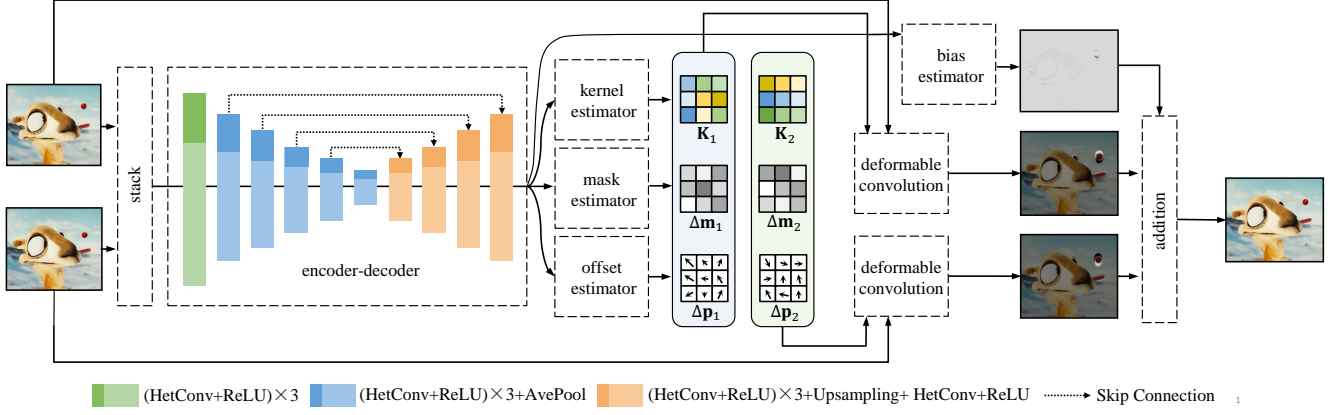 stack
encoder-decoder
kernel
estimator
mask
estimator
offset
estimator
K₁
Δm₁
Δp₁
K₂
Δm₂
Δp₂
bias
estimator
deformable
convolution
deformable
convolution
addition
(HetConv+ReLU)×3
(HetConv+ReLU)×3+AvePool
(HetConv+ReLU)×3+Upsampling+ HetConv+ReLU
Skip Connection
1